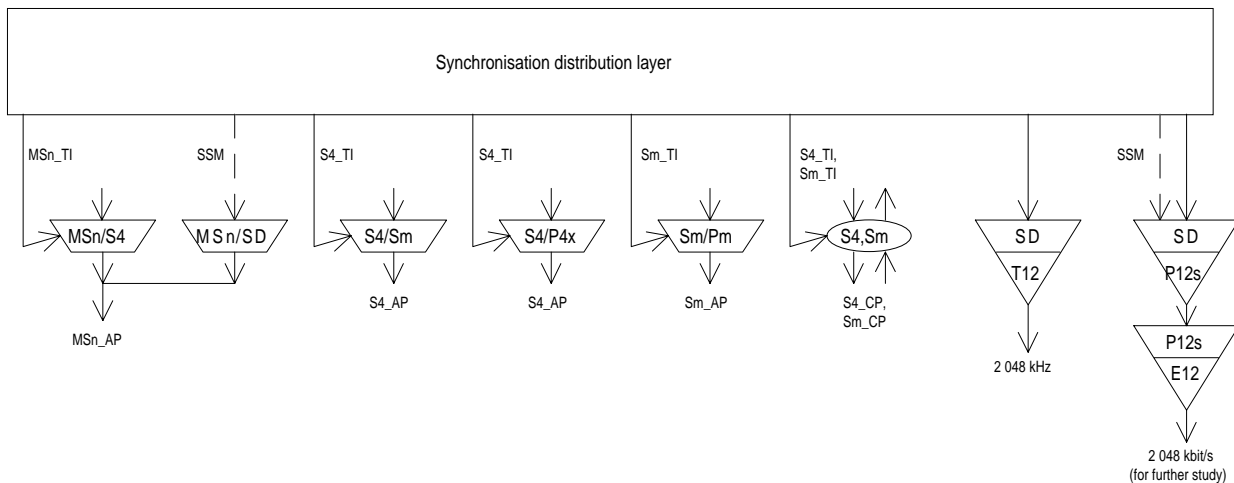 Synchronisation distribution layer
MSn_TI
SSM
S4_TI
S4_TI
Sm_TI
S4_TI,
Sm_TI
SSM
MSn/S4
MSn/SD
S4/Sm
S4/P4x
Sm/Pm
S4,Sm
SD
T12
SD
P12s
MSn_AP
S4_AP
S4_AP
Sm_AP
S4_CP,
Sm_CP
2 048 kHz
P12s
E12
2 048 kbit/s
(for further study)